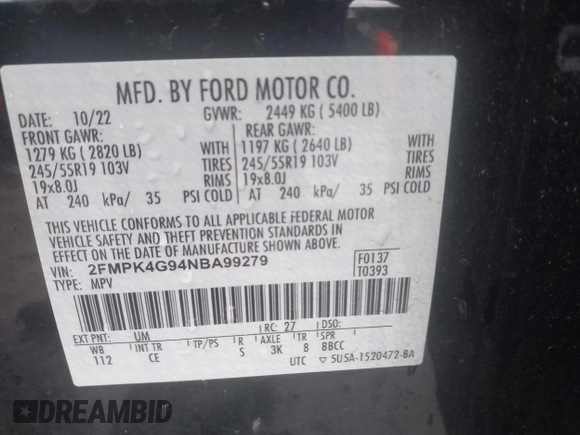 MFD. BY FORD MOTOR CO.
DATE: 10/22 GVWR: 2449 KG ( 5400 LB)
FRONT GAWR: REAR GAWR:
1279 KG ( 2820 LB) WITH 1197 KG ( 2640 LB) WITH
245/55R19 103V TIRES 245/55R19 103V TIRES
19x8.0J RIMS 19x8.0J RIMS
AT 240 kPa/ 35 PSI COLD AT 240 kPa/ 35 PSI COLD
THIS VEHICLE CONFORMS TO ALL APPLICABLE FEDERAL MOTOR
VEHICLE SAFETY AND THEFT PREVENTION STANDARDS IN
EFFECT ON THE DATE OF MANUFACTURE SHOWN ABOVE.
VIN: 2FMPK4G94NBA99279 F0137
TYPE: MPV T0393
EXT PNT: UM RC: 27 DSO:
WB INT TR TP/PS R AXLE TR SPR
112 CE S 3K 8 BBCC
UTC ▽ 5U5A-1520472-BA
DREAMBID